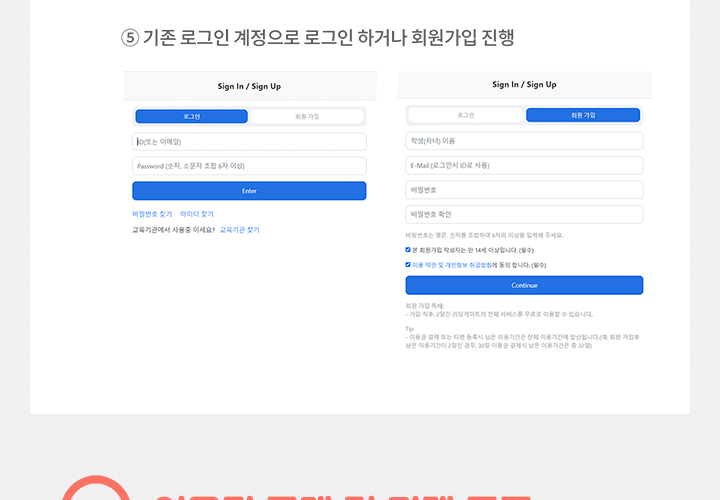 ⑤ 기존 로그인 계정으로 로그인 하거나 회원가입 진행
Sign In / Sign Up
로그인
회원 가입
ID(또는 이메일)
Password (숫자, 소문자 조합 6자 이상)
Enter
비밀번호 찾기 아이디 찾기
교육기관에서 사용중 이세요? 교육기관 찾기
Sign In / Sign Up
로그인
회원 가입
학생(자녀) 이름
E-Mail (로그인시 ID로 사용)
비밀번호
비밀번호 확인
비밀번호는 영문, 숫자를 조합하여 6자리 이상을 입력해 주세요.
본 회원가입 작성자는 만 14세 이상입니다. (필수)
이용 약관 및 개인정보 취급방침에 동의 합니다. (필수)
Continue
회원 가입 특혜:
- 가입 직후, 2일간 리딩게이트의 전체 서비스를 무료로 이용할 수 있습니다.
Tip:
- 이용권 결제 또는 티켓 등록시 남은 이용기간은 전체 이용기간에 합산됩니다.(예: 회원 가입후
남은 이용기간이 2일인 경우, 30일 이용권 결제시 남은 이용기간은 총 32일)